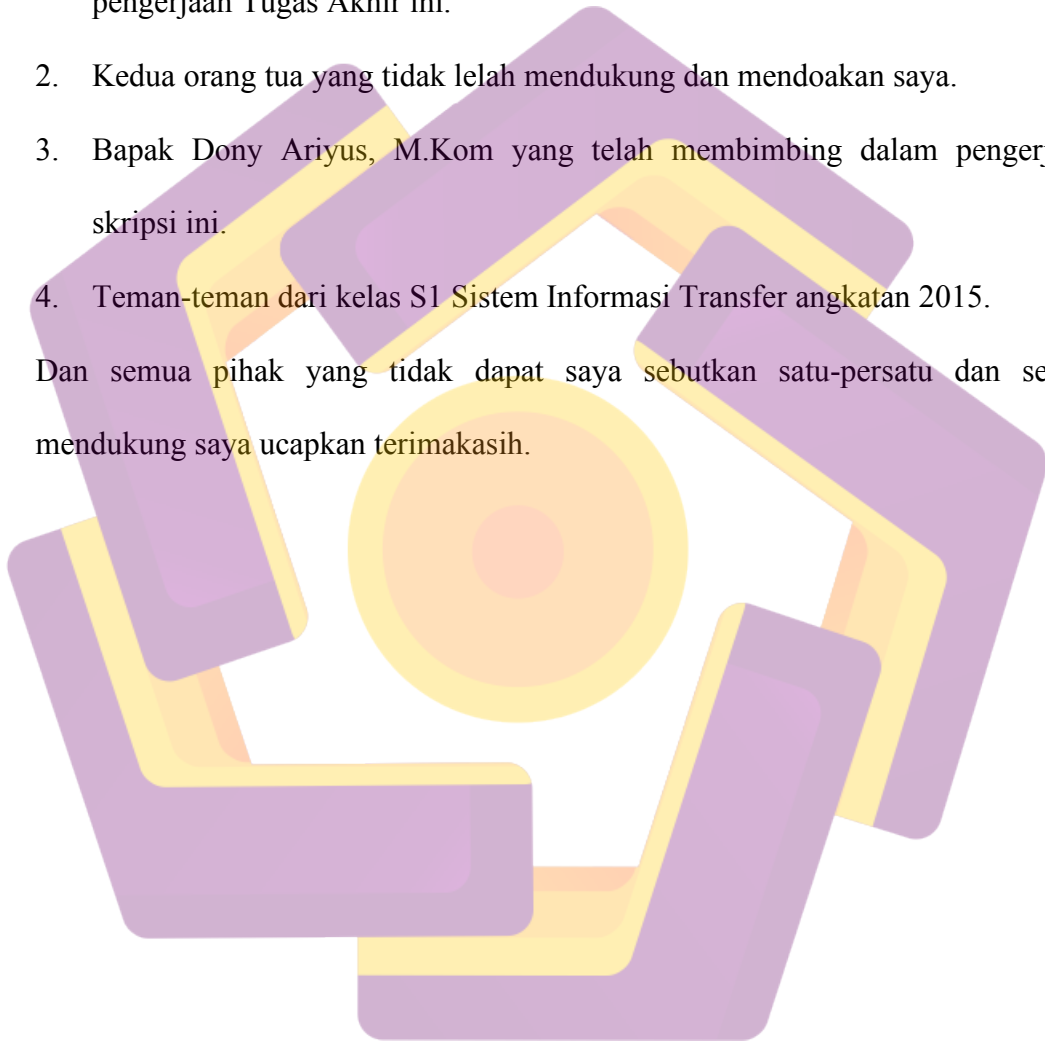 pengerjaan Tugas Akhir ini.
2. Kedua orang tua yang tidak lelah mendukung dan mendoakan saya.
3. Bapak Dony Ariyus, M.Kom yang telah membimbing dalam
skripsi ini.
4. Teman-teman dari kelas S1 Sistem Informasi Transfer angkatan 2015.
Dan semua pihak yang tidak dapat saya sebutkan satu-persatu dan
mendukung saya ucapkan terimakasih.